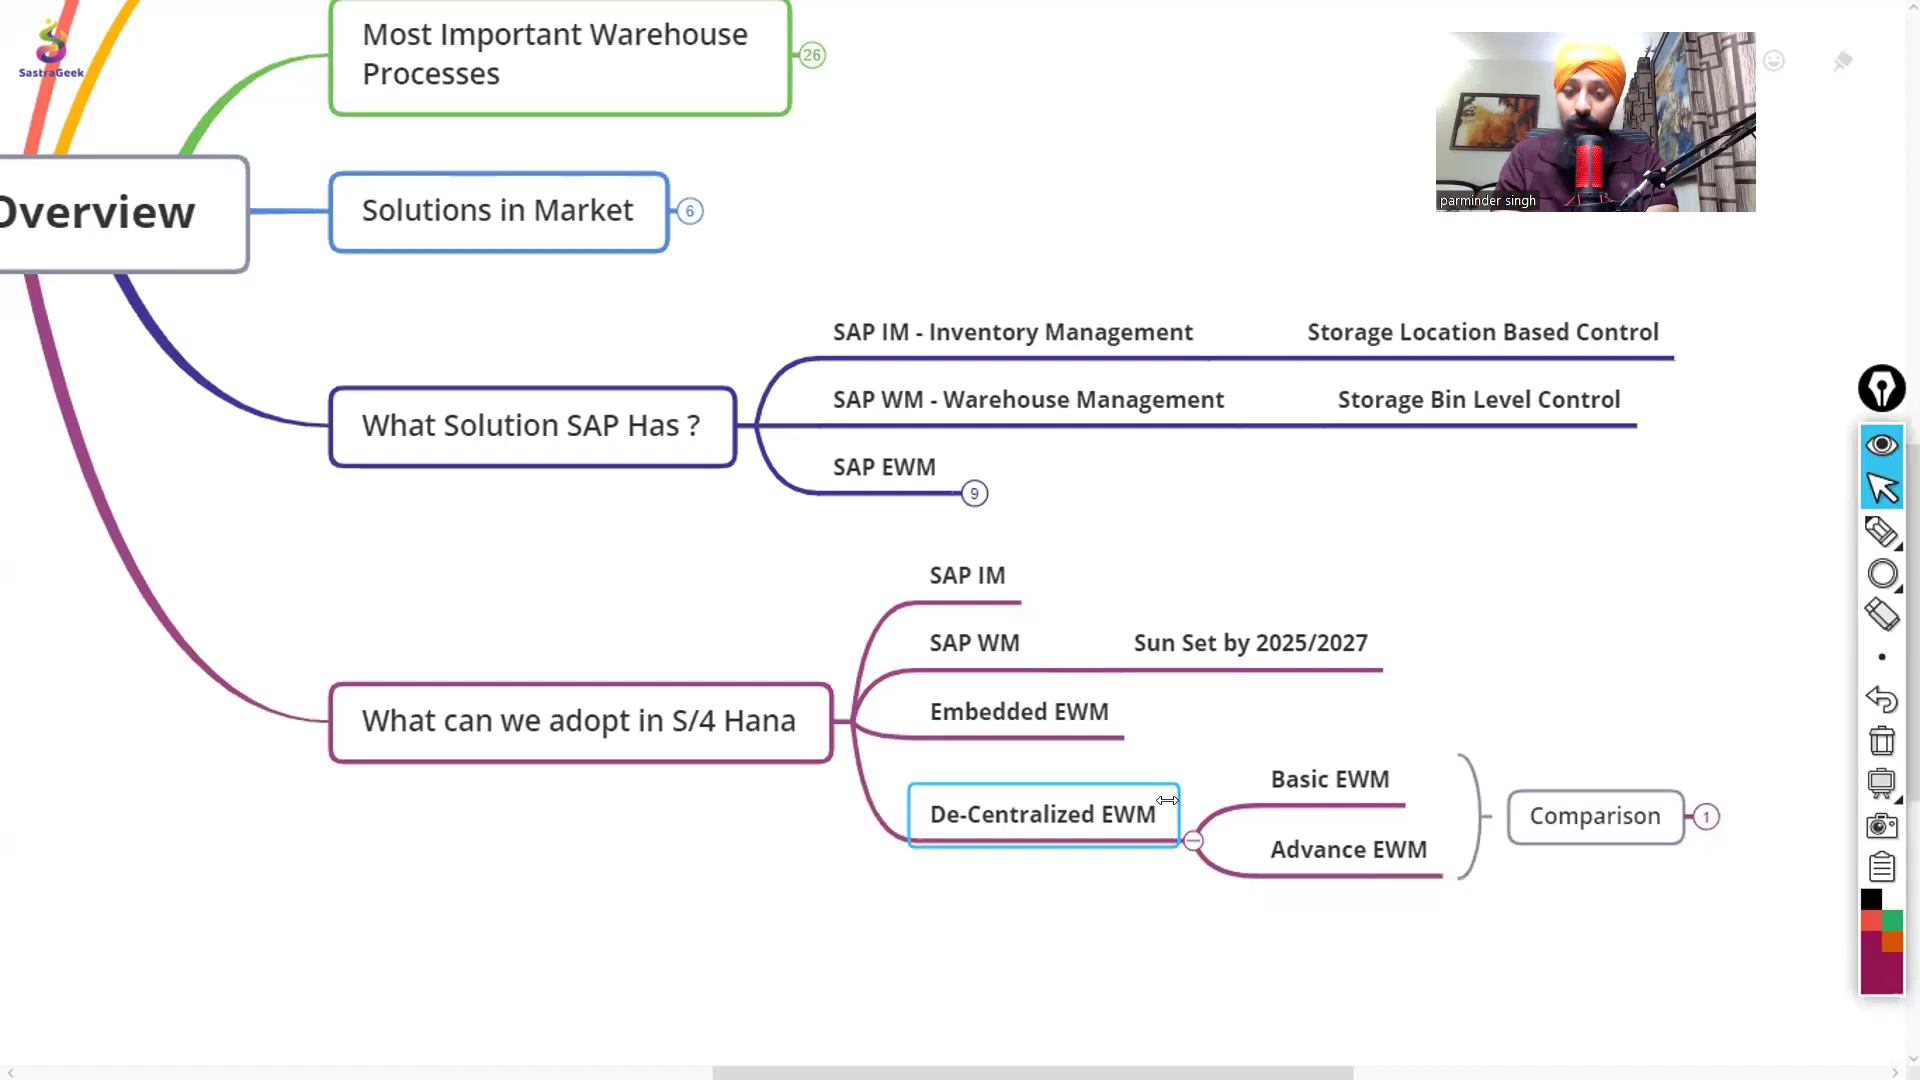 SastraGeek
Most Important Warehouse
Processes
26
Overview
Solutions in Market
6
parminder singh
What Solution SAP Has ?
SAP IM - Inventory Management
Storage Location Based Control
SAP WM - Warehouse Management
Storage Bin Level Control
SAP EWM
9
What can we adopt in S/4 Hana
SAP IM
SAP WM
Sun Set by 2025/2027
Embedded EWM
De-Centralized EWM
Basic EWM
Advance EWM
Comparison
1